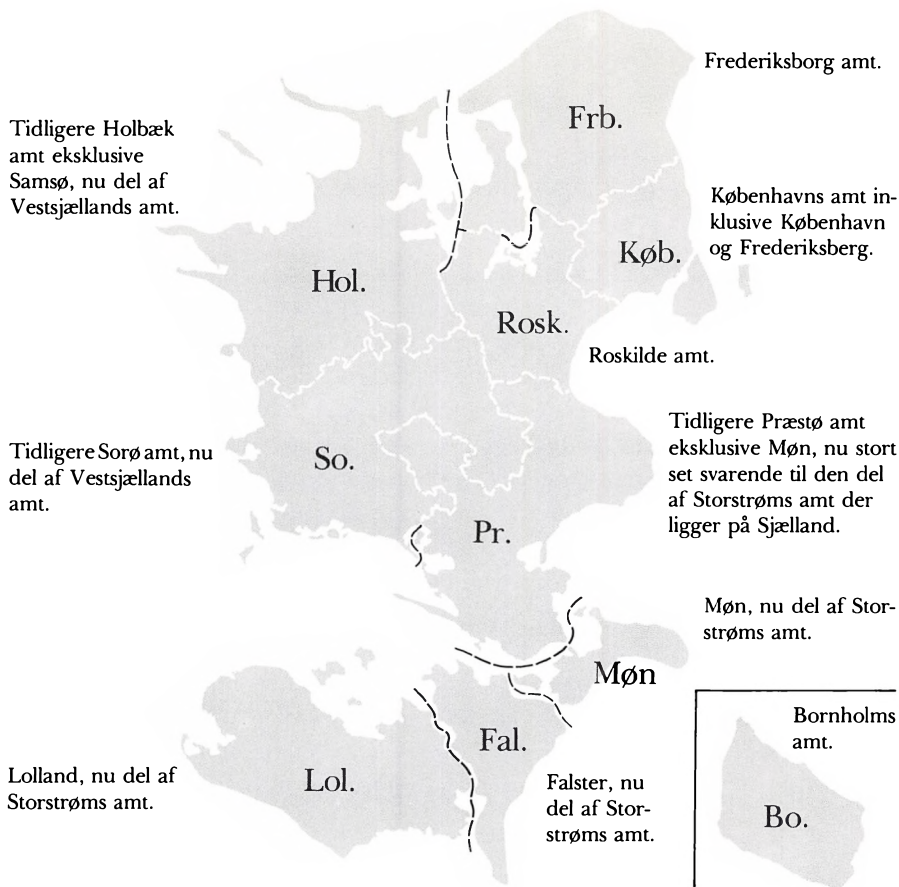 Frederiksborg amt.
Frb.
Tidligere Holbæk
amt eksklusive
Samsø, nu del af
Vestsjællands amt.
Københavns amt in-
klusive København
og Frederiksberg.
Køb.
Hol.
Rosk.
Roskilde amt.
Tidligere Præstø amt
eksklusive Møn, nu stort
set svarende til den del
af Storstrøms amt der
ligger på Sjælland.
Tidligere Sorø amt, nu
del af Vestsjællands
amt.
So.
Pr.
Møn, nu del af Stor-
strøms amt.
Møn
Bornholms
amt.
Fal.
Lolland, nu del af
Storstrøms amt.
Lol.
Falster, nu
del af Stor-
strøms amt.
Bo.